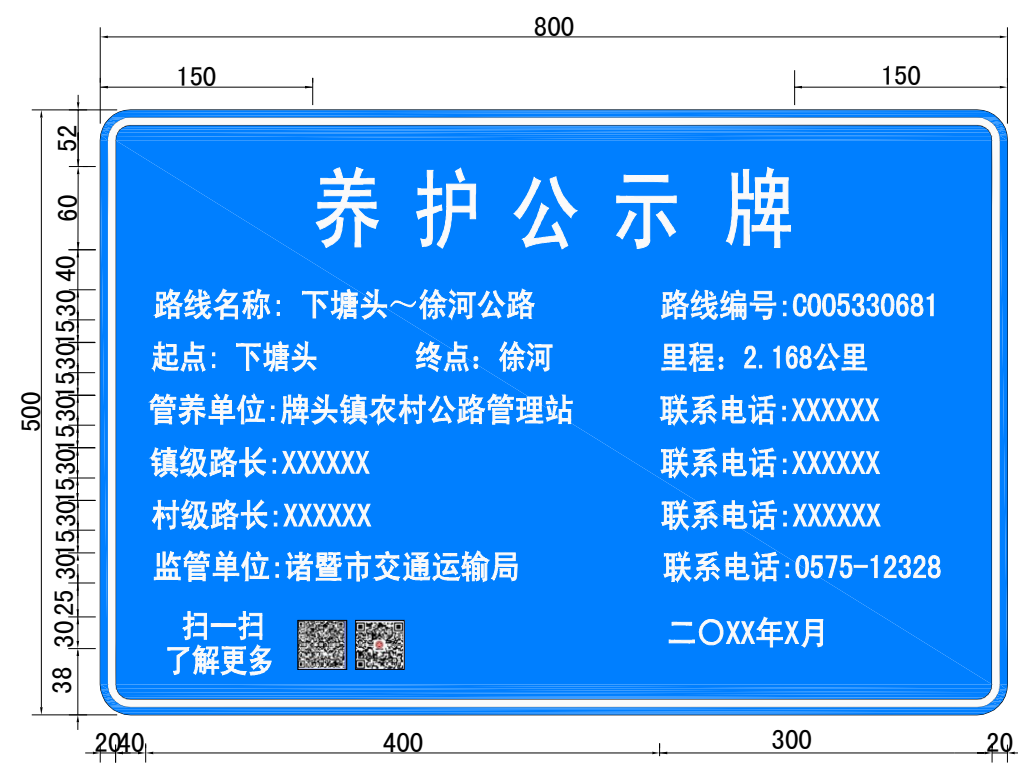 800
150 150
养护公示牌
路线名称: 下塘头～徐河公路 路线编号:C005330681
起点: 下塘头 终点：徐河 里程：2.168公里
管养单位:牌头镇农村公路管理站 联系电话:XXXXXX
镇级路长:XXXXXX 联系电话:XXXXXX
村级路长:XXXXXX 联系电话:XXXXXX
监管单位:诸暨市交通运输局 联系电话:0575-12328
扫一扫
了解更多
二〇XX年X月
500
52
60
40
30
15
30
15
30
15
30
15
30
15
30
25
30
38
20 40 400 300 20